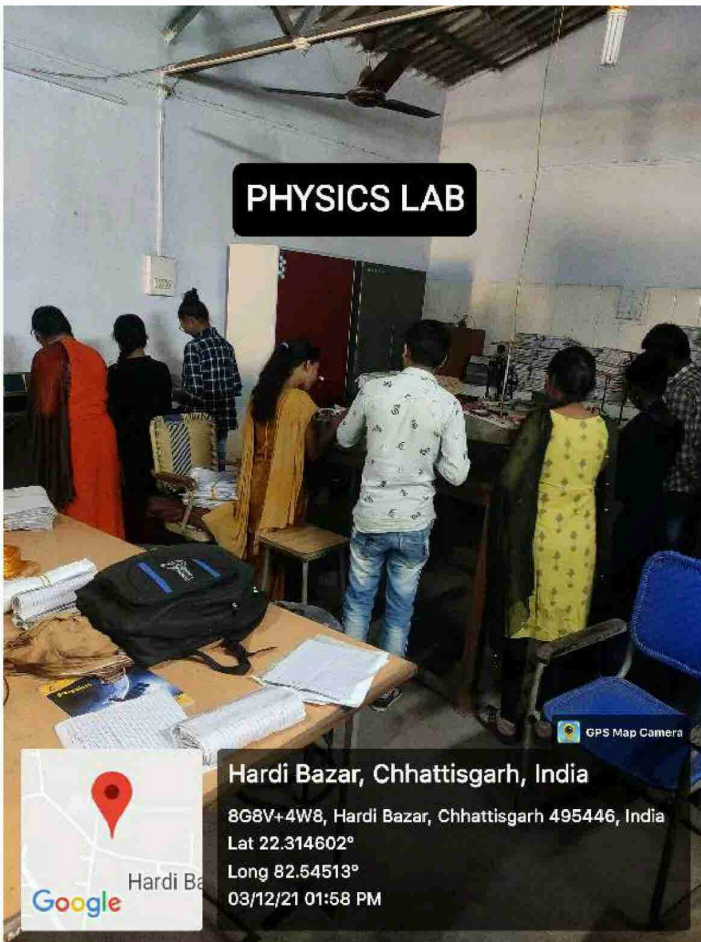 PHYSICS LAB
Physics
GPS Map Camera
Hardi Bazar, Chhattisgarh, India
8G8V+4W8, Hardi Bazar, Chhattisgarh 495446, India
Lat 22.314602°
Long 82.54513°
03/12/21 01:58 PM
Hardi Ba
Google